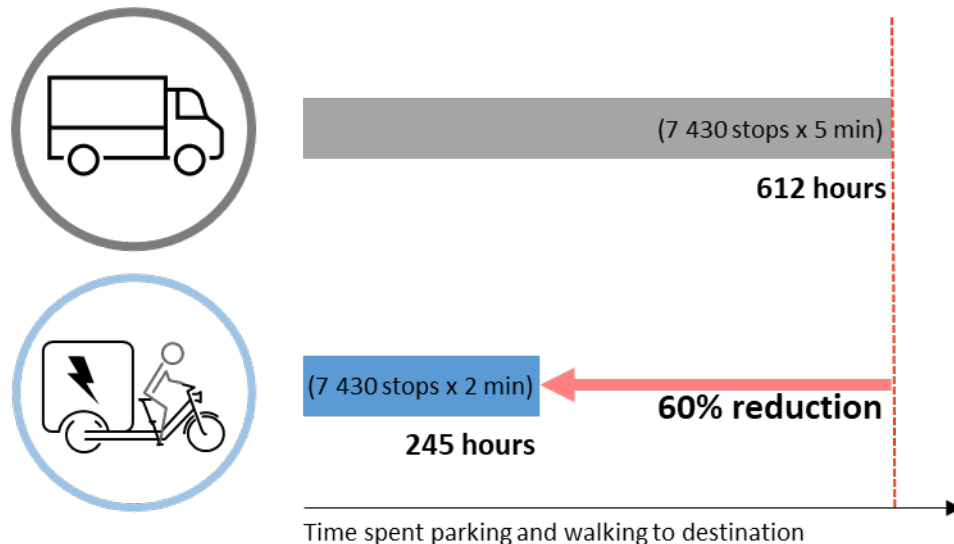 (7 430 stops x 5 min)
612 hours
(7 430 stops x 2 min)
60% reduction
245 hours
Time spent parking and walking to destination